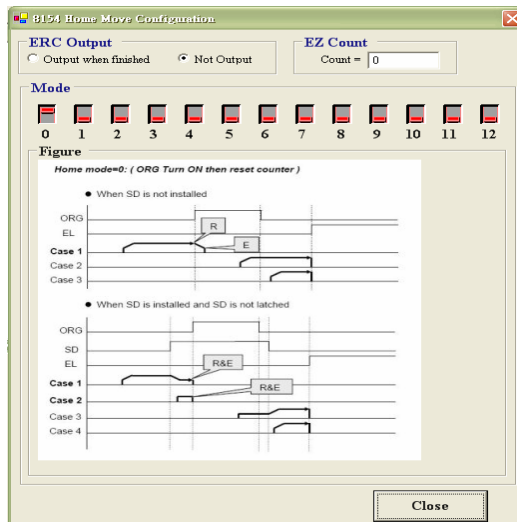 8154 Home Move Configuration
ERC Output
Output when finished
Not Output
EZ Count
Count =
0
Mode
0 1 2 3 4 5 6 7 8 9 10 11 12
Figure
Home mode=0: ( ORG Turn ON then reset counter )
● When SD is not installed
ORG
R
EL
E
Case 1
Case 2
Case 3
● When SD is installed and SD is not latched
ORG
SD
EL
R&E
Case 1
R&E
Case 2
Case 3
Case 4
Close